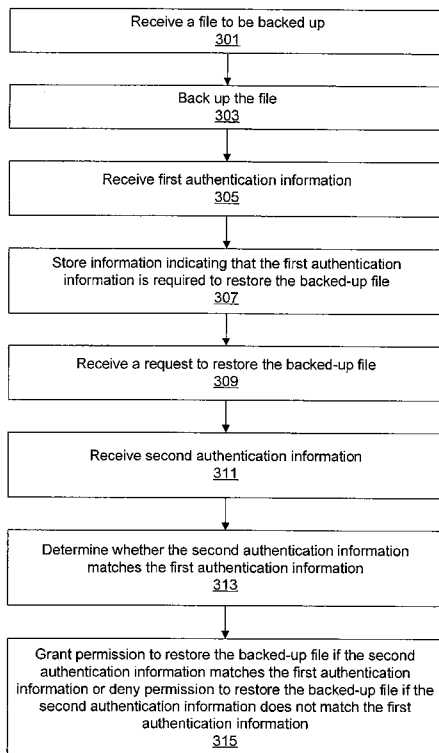 Receive a file to be backed up
301
Back up the file
303
Receive first authentication information
305
Store information indicating that the first authentication
information is required to restore the backed-up file
307
Receive a request to restore the backed-up file
309
Receive second authentication information
311
Determine whether the second authentication information
matches the first authentication information
313
Grant permission to restore the backed-up file if the second
authentication information matches the first authentication
information or deny permission to restore the backed-up file if the
second authentication information does not match the first
authentication information
315